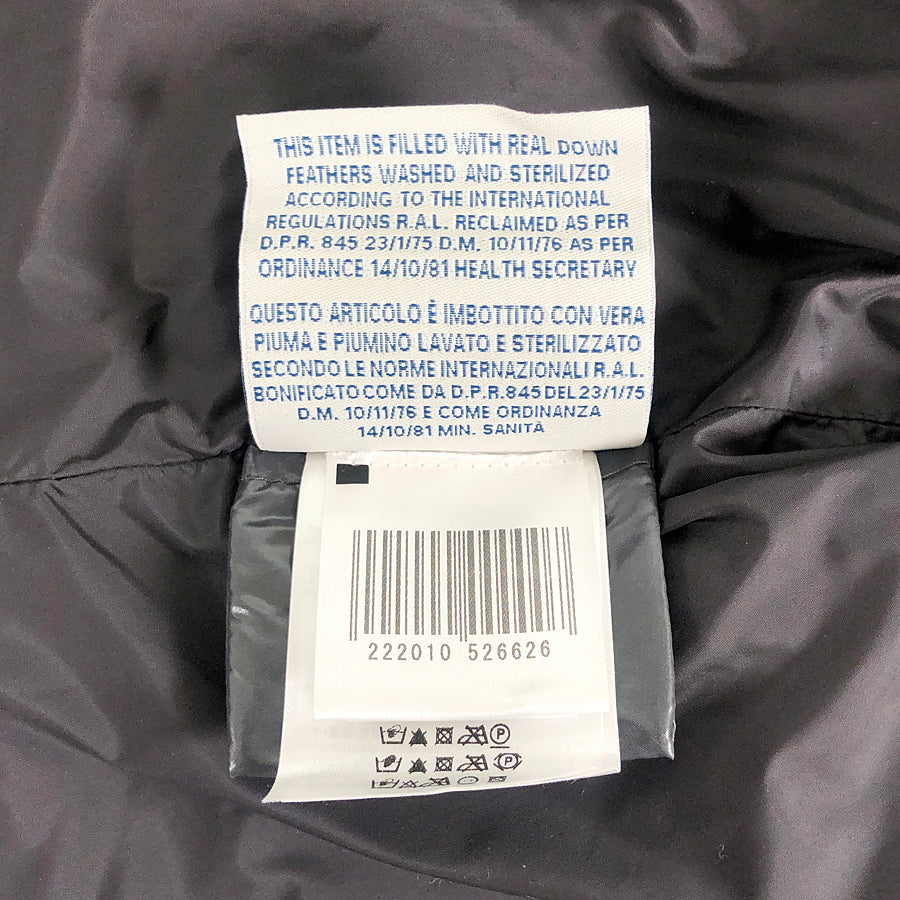 THIS ITEM IS FILLED WITH REAL DOWN
FEATHERS WASHED AND STERILIZED
ACCORDING TO THE INTERNATIONAL
REGULATIONS R.A.L. RECLAIMED AS PER
D.P.R. 845 23/1/75 D.M. 10/11/76 AS PER
ORDINANCE 14/10/81 HEALTH SECRETARY
QUESTO ARTICOLO È IMBOTTITO CON VERA
PIUMA E PIUMINO LAVATO E STERILIZZATO
SECONDO LE NORME INTERNAZIONALI R.A.L.
BONIFICATO COME DA D.P.R.845 DEL 23/1/75
D.M. 10/11/76 E COME ORDINANZA
14/10/81 MIN. SANITÀ
222010 526626
P
P